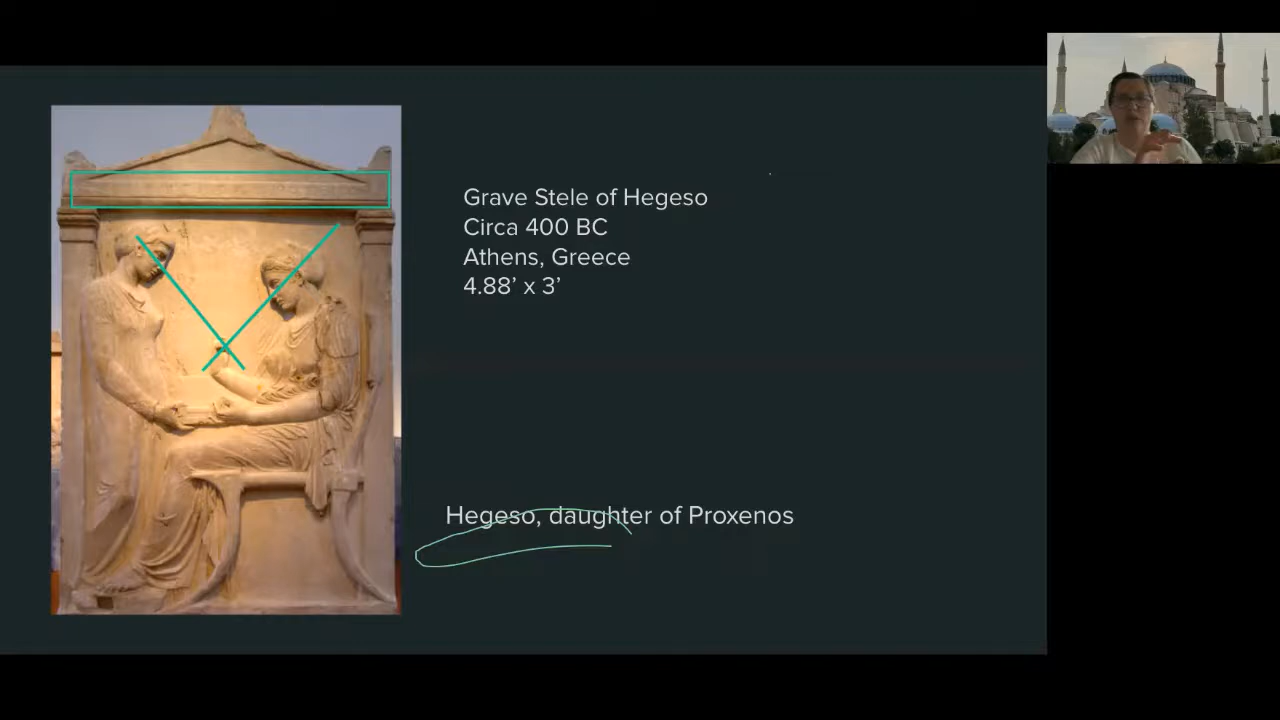 Grave Stele of Hegeso
Circa 400 BC
Athens, Greece
4.88’ x 3’
Hegeso, daughter of Proxenos